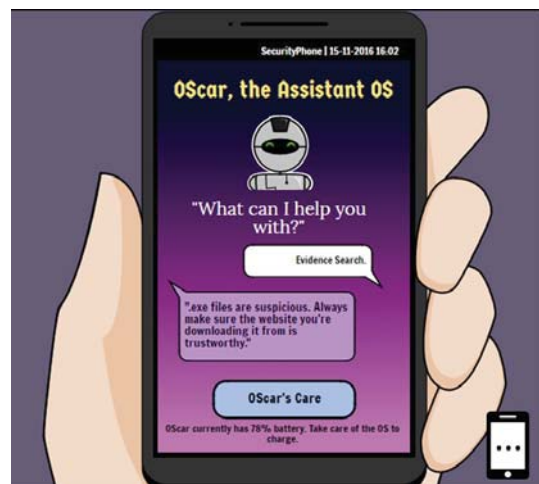 SecurityPhone | 15-11-2016 16:02
OScar, the Assistant OS
"What can I help you
with?"
Evidence Search.
".exe files are suspicious. Always
make sure the website you're
downloading it from is
trustworthy."
OScar's Care
OScar currently has 78% battery. Take care of the OS to
charge.